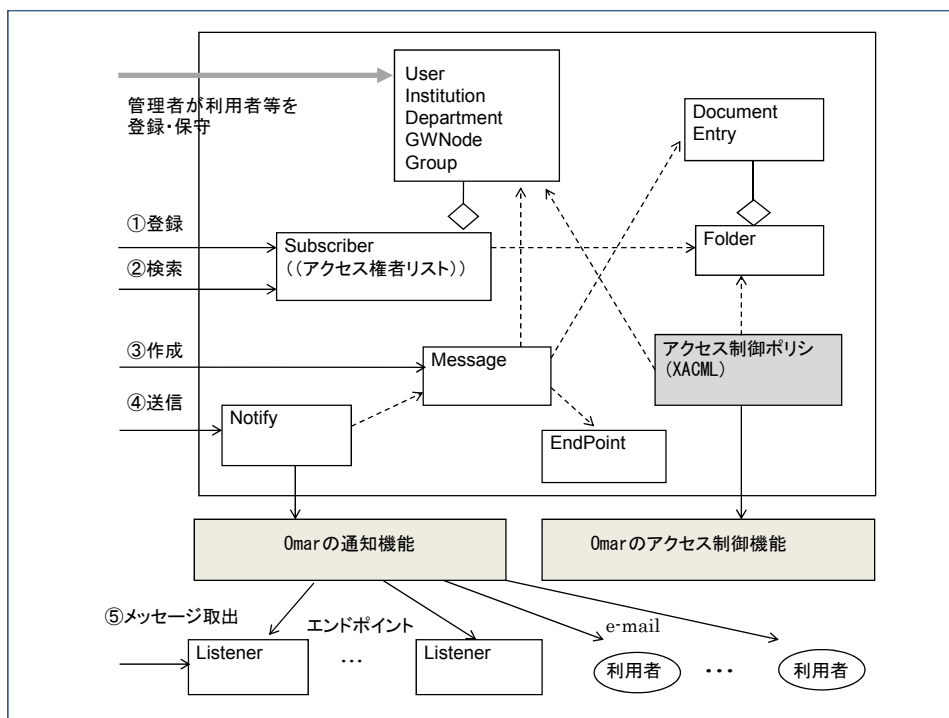 User
Institution
Department
GWNode
Group
管理者が利用者等を
登録・保守
Document
Entry
①登録
②検索
Subscriber
((アクセス権者リスト))
Folder
③作成
Message
アクセス制御ポリシ
(XACML)
④送信
Notify
EndPoint
Omarの通知機能
Omarのアクセス制御機能
⑤メッセージ取出
エンドポイント
e-mail
Listener
…
Listener
利用者
…
利用者